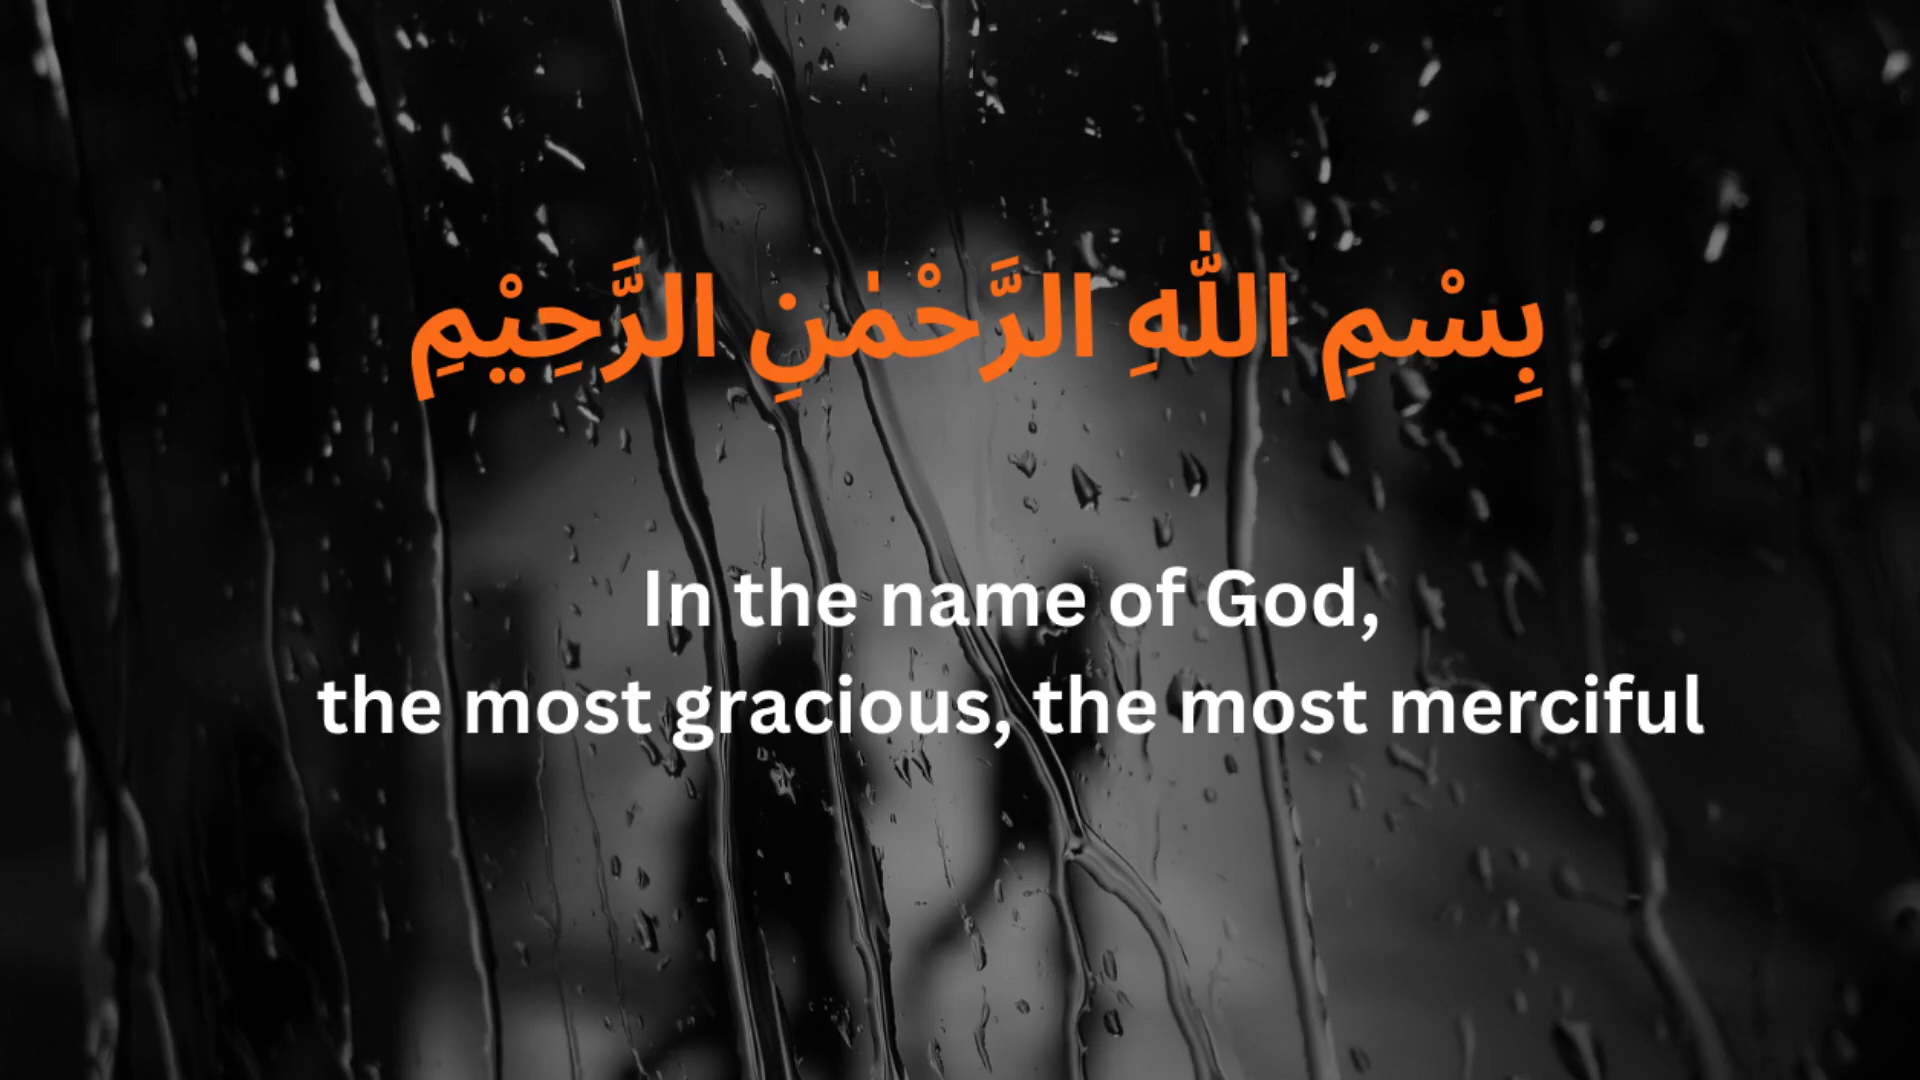 بِسْمِ اللّٰهِ الرَّحْمٰنِ الرَّحِيْمِ
In the name of God,
the most gracious, the most merciful